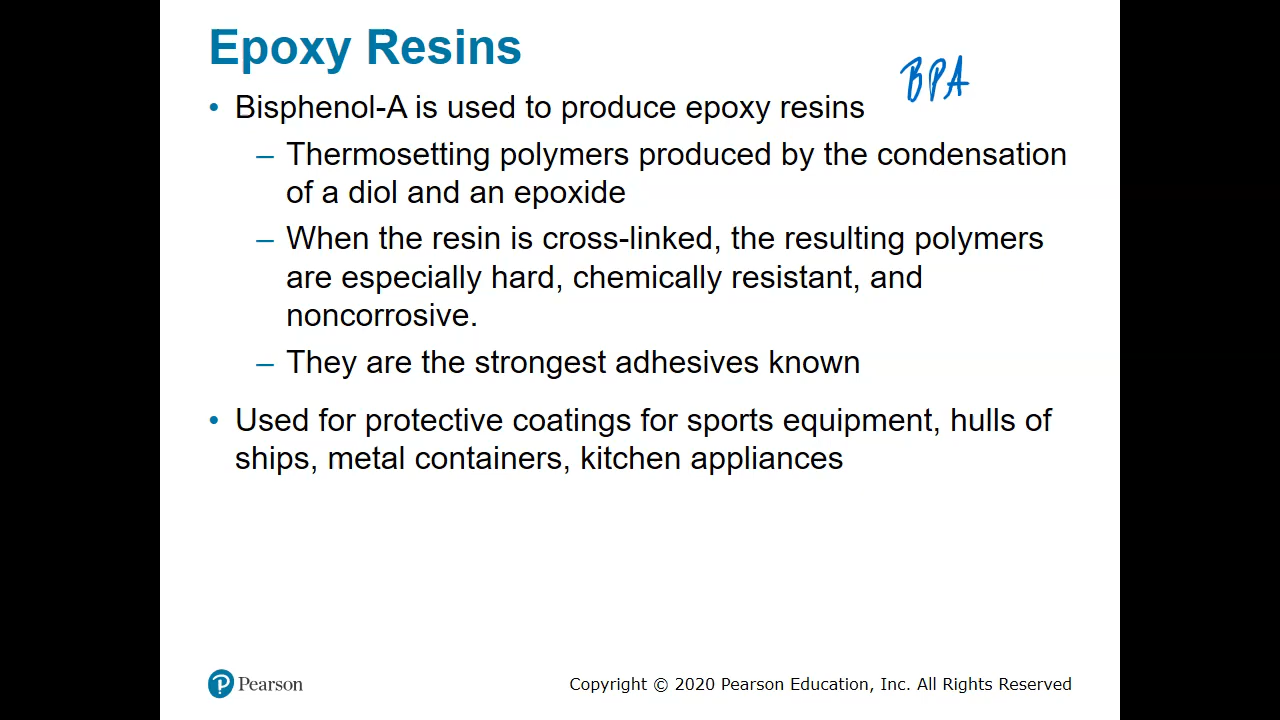 Epoxy Resins
BPA
• Bisphenol-A is used to produce epoxy resins
– Thermosetting polymers produced by the condensation
of a diol and an epoxide
– When the resin is cross-linked, the resulting polymers
are especially hard, chemically resistant, and
noncorrosive.
– They are the strongest adhesives known
• Used for protective coatings for sports equipment, hulls of
ships, metal containers, kitchen appliances
P Pearson
Copyright © 2020 Pearson Education, Inc. All Rights Reserved